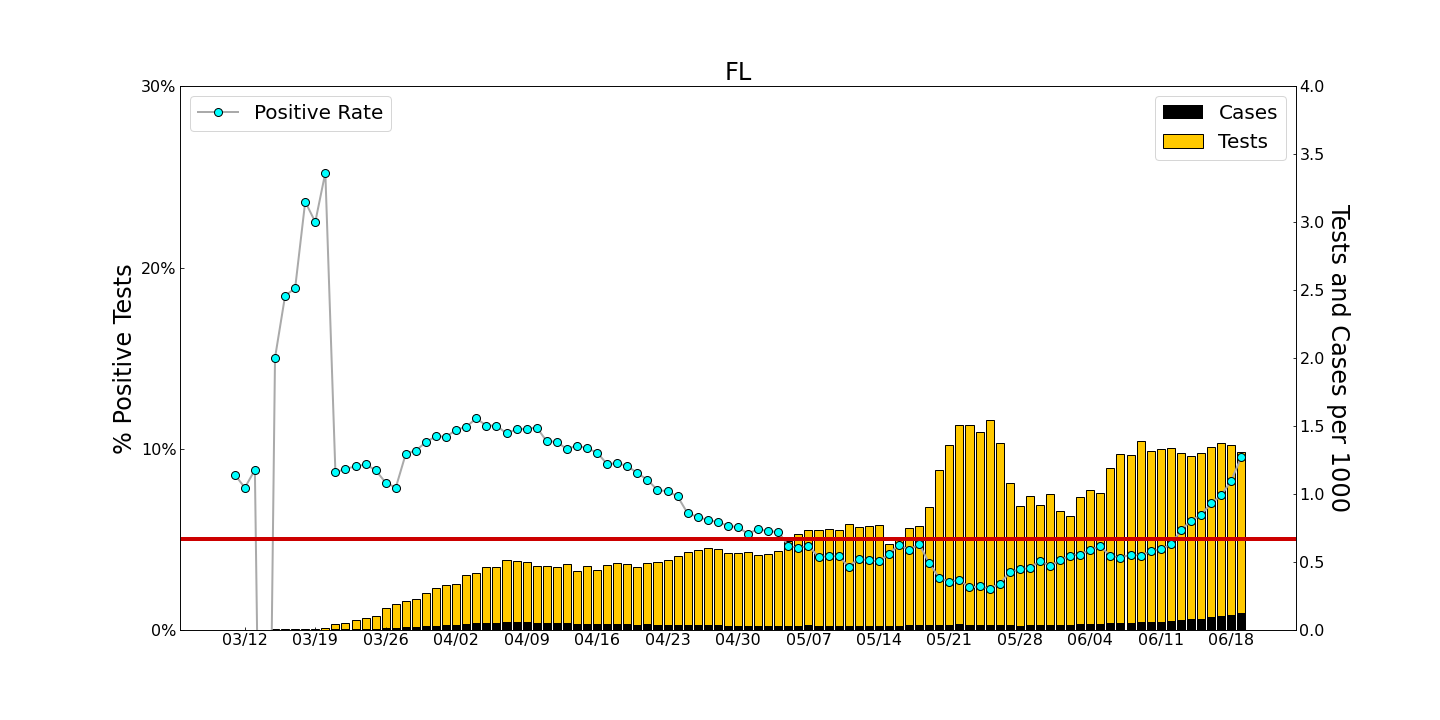 FL
Positive Rate
Cases
Tests
% Positive Tests
30%
20%
10%
0%
4.0
3.5
3.0
2.5
2.0
1.5
1.0
0.5
0.0
Tests and Cases per 1000
03/12 03/19 03/26 04/02 04/09 04/16 04/23 04/30 05/07 05/14 05/21 05/28 06/04 06/11 06/18